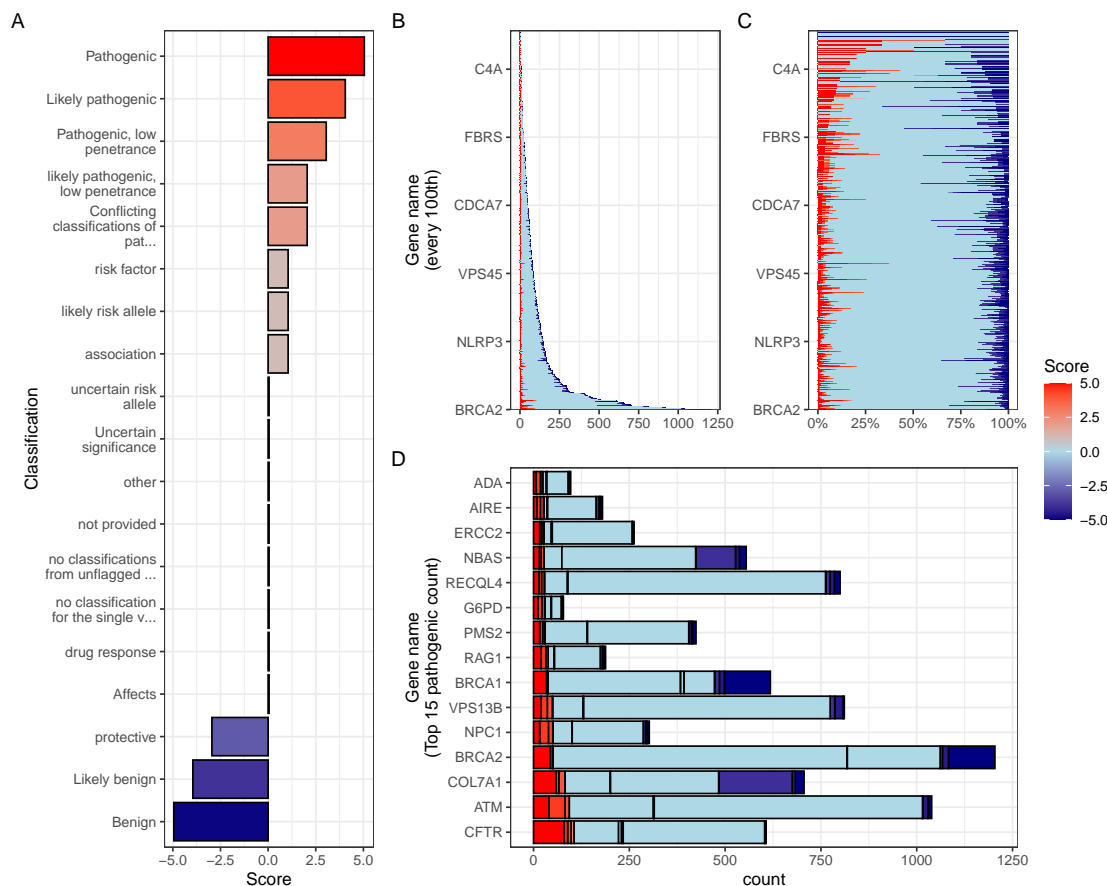 A
Classification
Pathogenic
Likely pathogenic
Pathogenic, low
penetrance
likely pathogenic,
low penetrance
Conflicting
classifications of
pat...
risk factor
likely risk allele
association
uncertain risk
allele
Uncertain
significance
other
not provided
no classifications
from unflagged ...
no classification
for the single v...
drug response
Affects
protective
Likely benign
Benign
−5.0 −2.5 0.0 2.5 5.0
Score
B
Gene name
(every 100th)
C4A
FBRS
CDCA7
VPS45
NLRP3
BRCA2
0 250 500 750 1000 1250
C
C4A
FBRS
CDCA7
VPS45
NLRP3
BRCA2
0% 25% 50% 75% 100%
Score
5.0
2.5
0.0
−2.5
−5.0
D
Gene name
(Top 15 pathogenic count)
ADA
AIRE
ERCC2
NBAS
RECQL4
G6PD
PMS2
RAG1
BRCA1
VPS13B
NPC1
BRCA2
COL7A1
ATM
CFTR
0 250 500 750 1000 1250
count